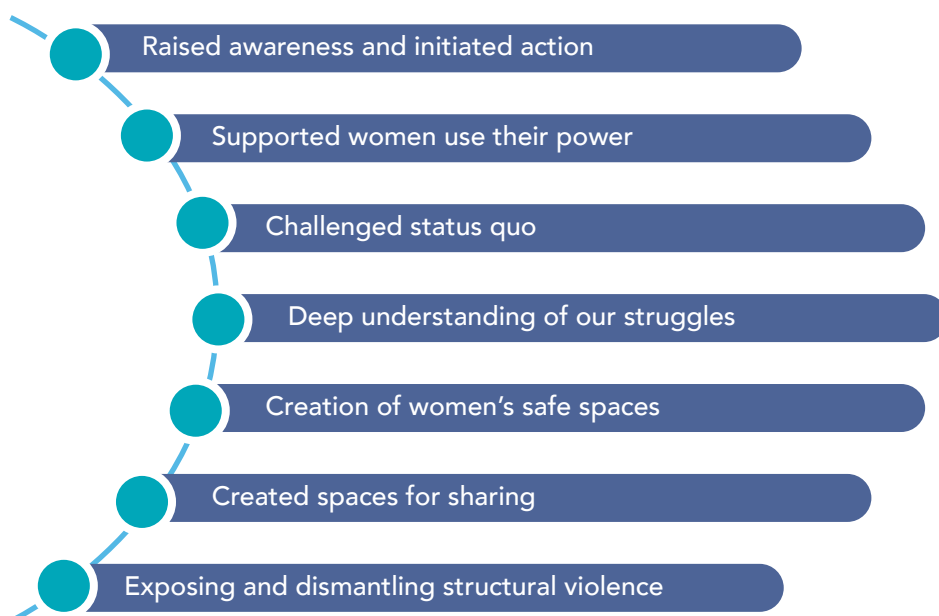 Raised awareness and initiated action
Supported women use their power
Challenged status quo
Deep understanding of our struggles
Creation of women’s safe spaces
Created spaces for sharing
Exposing and dismantling structural violence